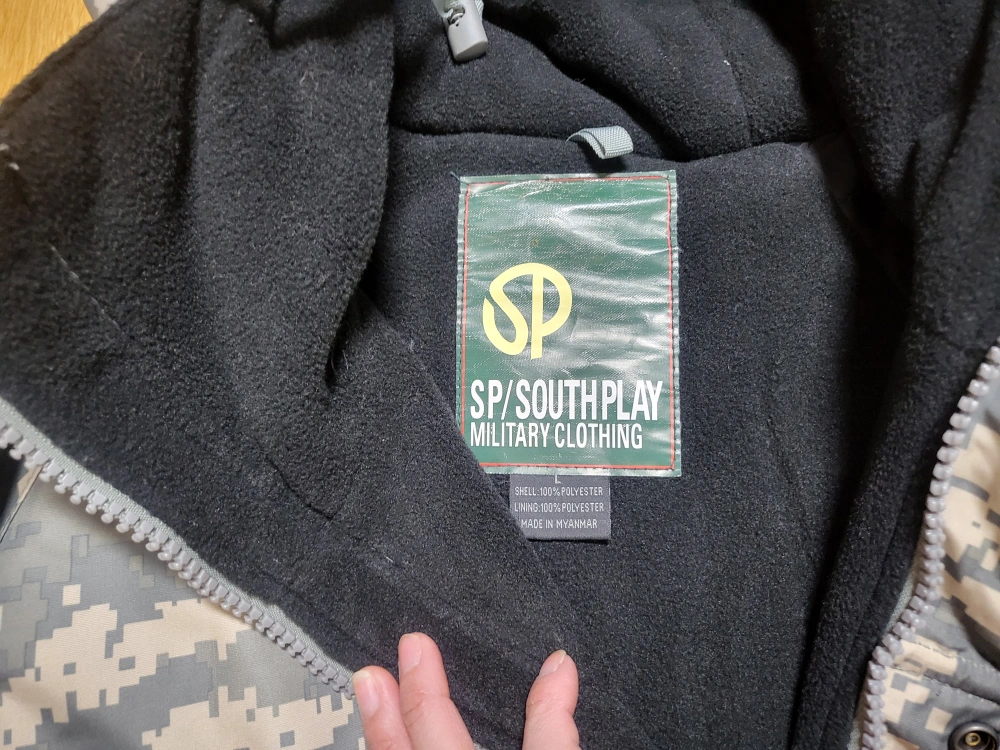 SP
SP/SOUTHPLAY
MILITARY CLOTHING
L
SHELL:100%POLYESTER
LINING:100%POLYESTER
MADE IN MYANMAR